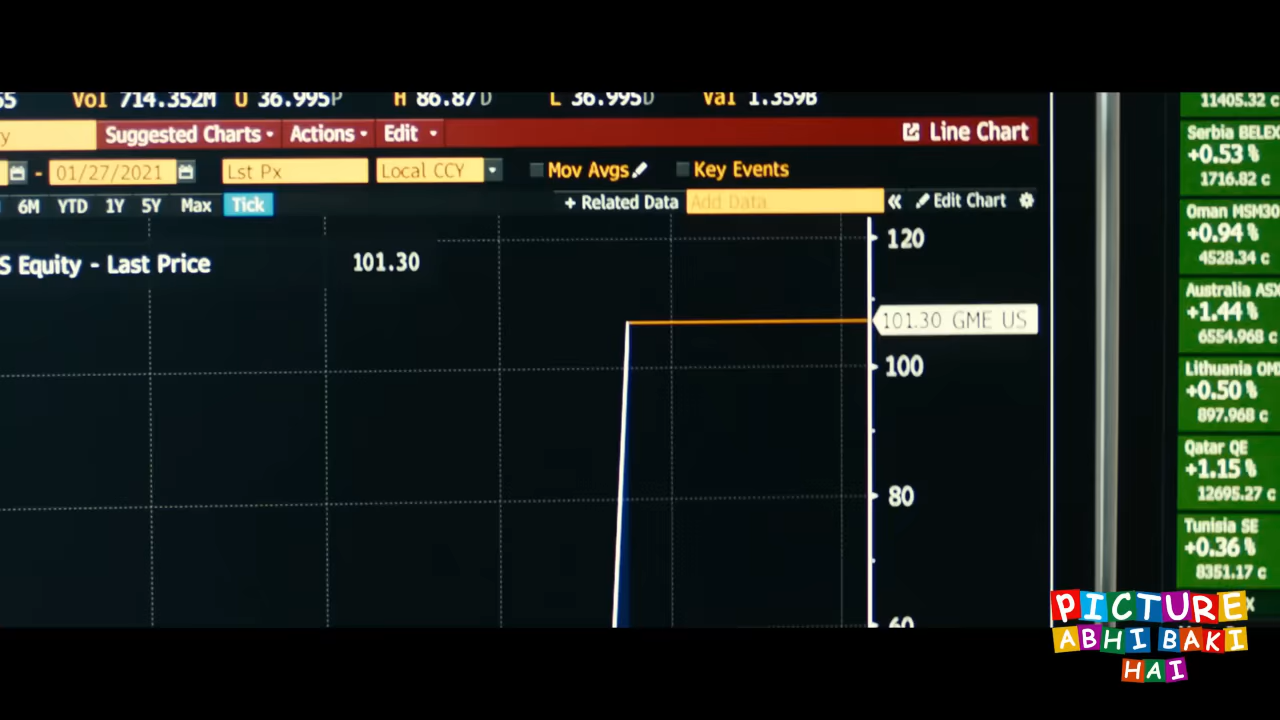 Vol 714.352M O 36.995P H 86.87D L 36.995D Val 1.359B
Suggested Charts Actions Edit Line Chart
- 01/27/2021 Lst Px Local CCY Mov Avgs Key Events
6M YTD 1Y 5Y Max Tick + Related Data Add Data « Edit Chart
S Equity - Last Price 101.30
120
101.30 GME US
100
80
60
11405.32 c
Serbia BELEX
+0.53 %
1716.82 c
Oman MSM30
+0.94 %
4528.34 c
Australia ASX
+1.44 %
6554.968 c
Lithuania OMX
+0.50 %
897.968 c
Qatar QE
+1.15 %
12695.27 c
Tunisia SE
+0.36 %
8351.17 c
PICTURE
ABHI BAKI
HAI